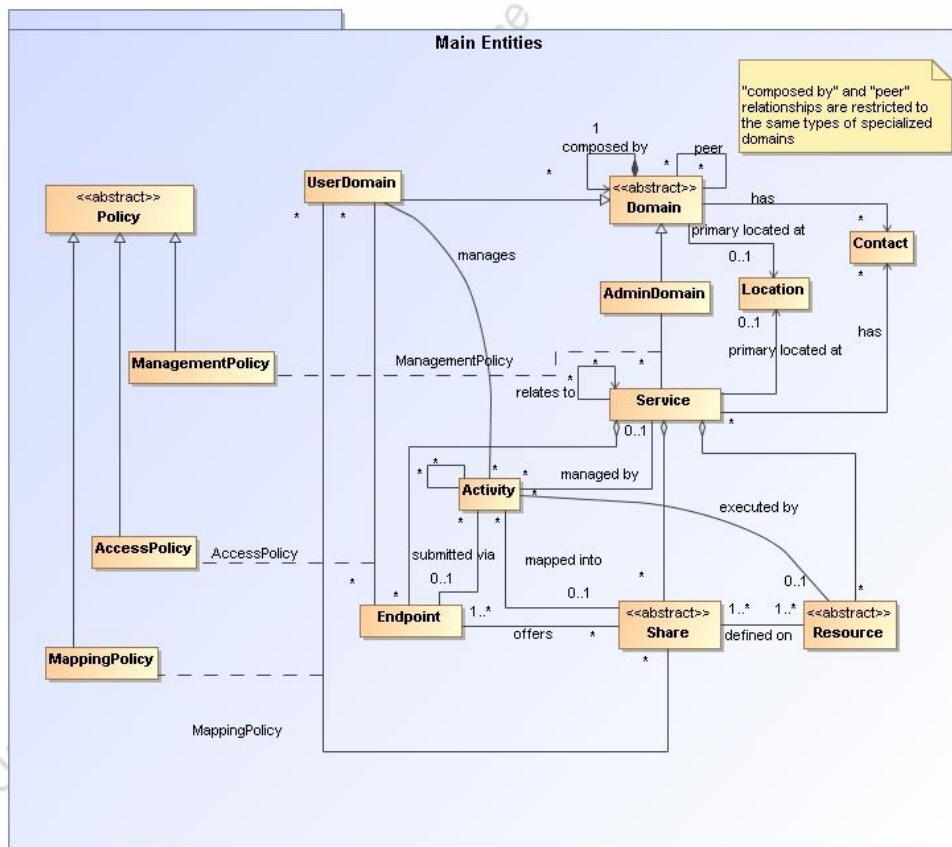 Main Entities
"composed by" and "peer"
relationships are restricted to
the same types of specialized
domains
1
composed by
*
peer
*
*
UserDomain
*
*
<<abstract>>
Domain
has
*
<<abstract>>
Policy
primary located at
0..1
Contact
*
manages
AdminDomain
Location
0..1
has
ManagementPolicy
ManagementPolicy
primary located at
*
*
*
relates to
Service
*
0..1
*
*
managed by
*
*
Activity
*
*
*
executed by
AccessPolicy
AccessPolicy
submitted via
mapped into
*
*
0..1
0..1
*
0..1
*
Endpoint
1..*
offers
*
<<abstract>>
Share
1..*
1..*
defined on
<<abstract>>
Resource
MappingPolicy
*
MappingPolicy